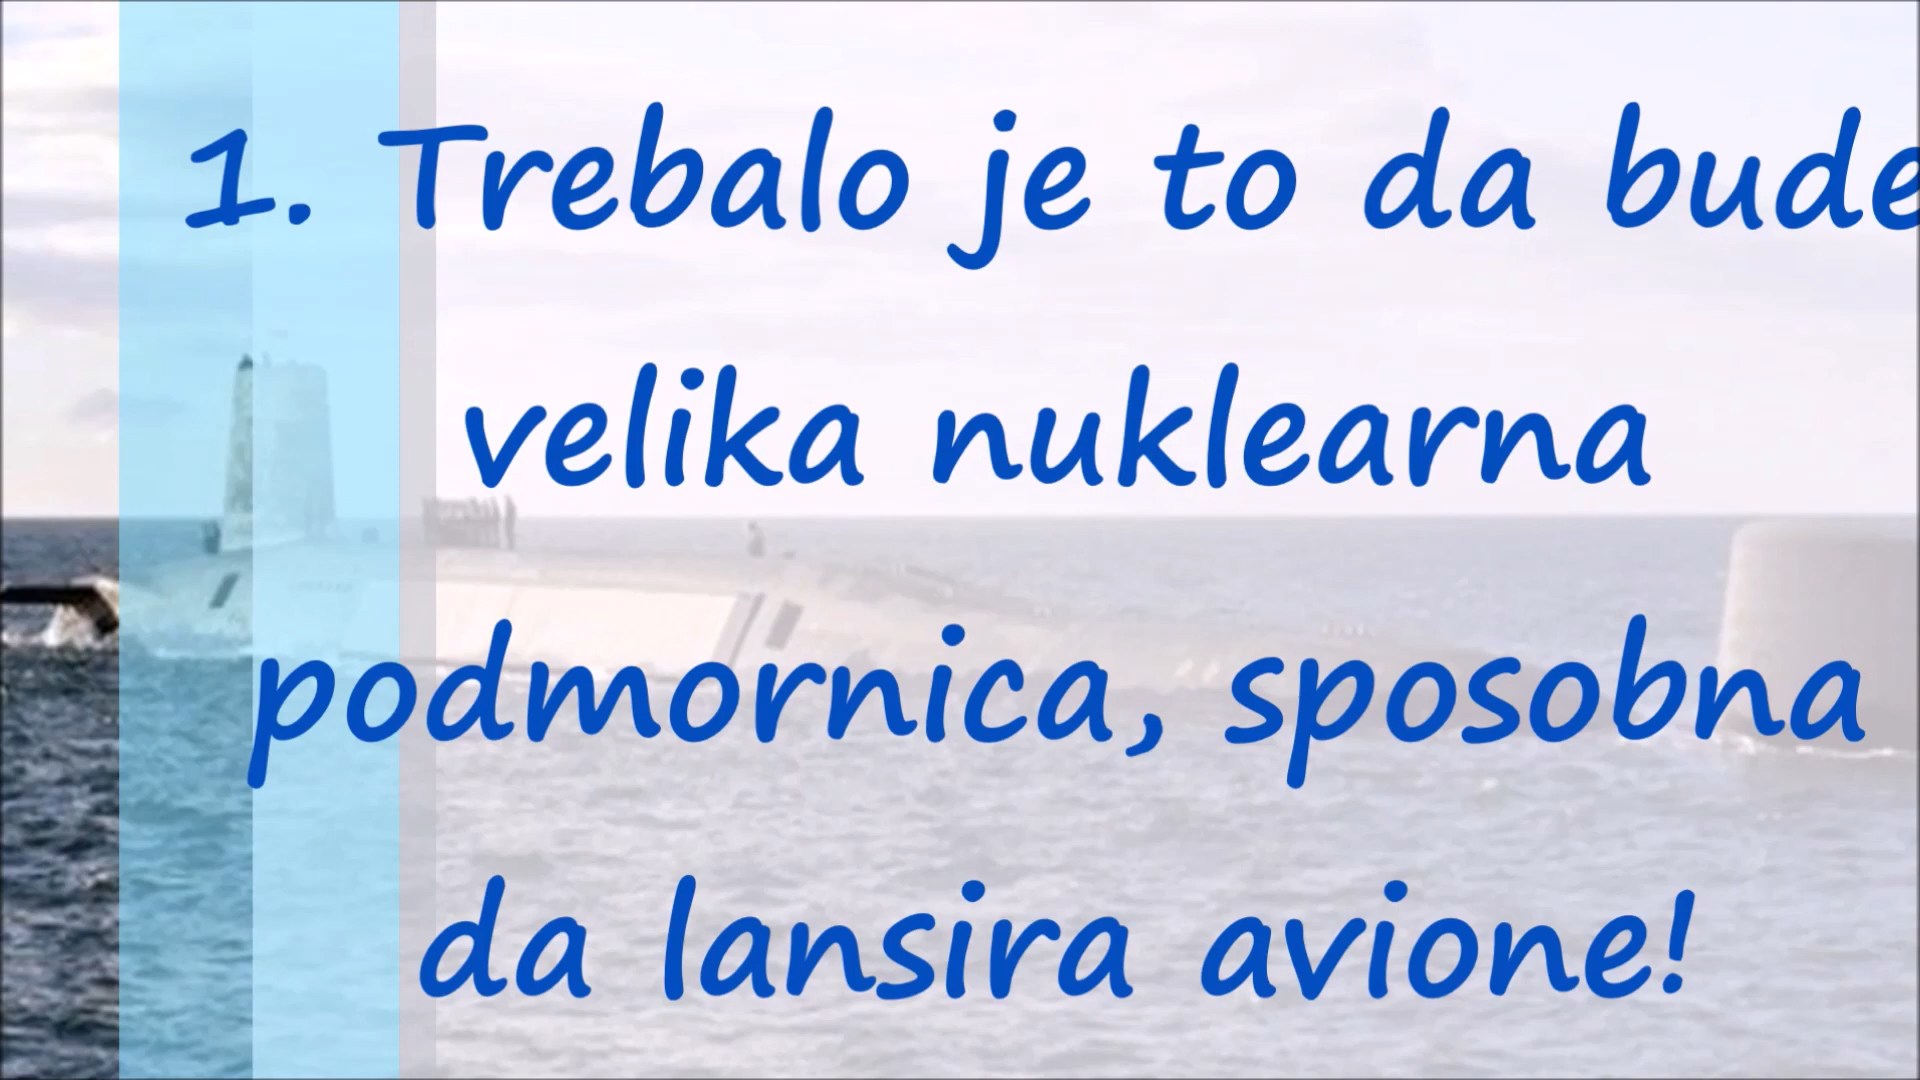 1. Trebalo je to da bude
velika nuklearna
podmornica, sposobna
da lansira avione!